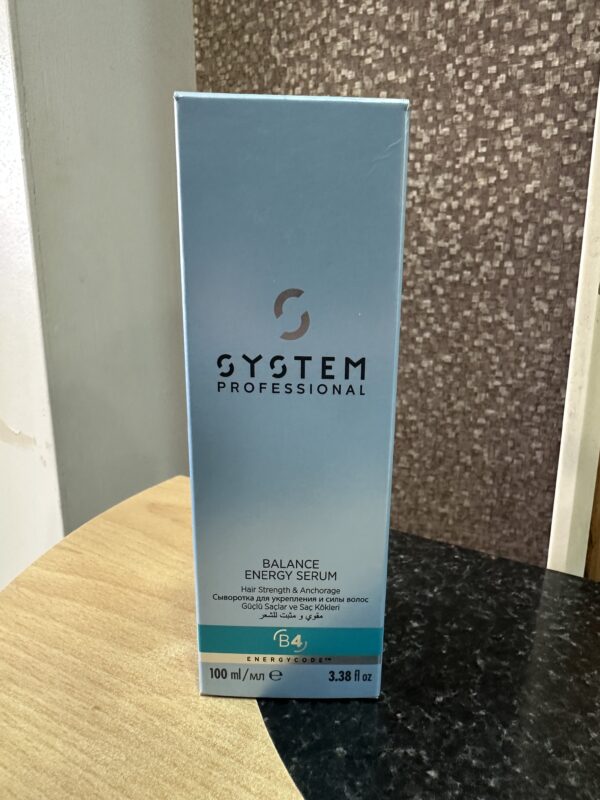 SYSTEM
PROFESSIONAL
BALANCE
ENERGY SERUM
Hair Strength & Anchorage
Сыворотка для укрепления и силы волос
Güçlü Saçlar ve Saç Kökleri
مقوي و مثبت للشعر
B4
ENERGYCODE™
100 ml/мл ℮ 3.38 fl oz